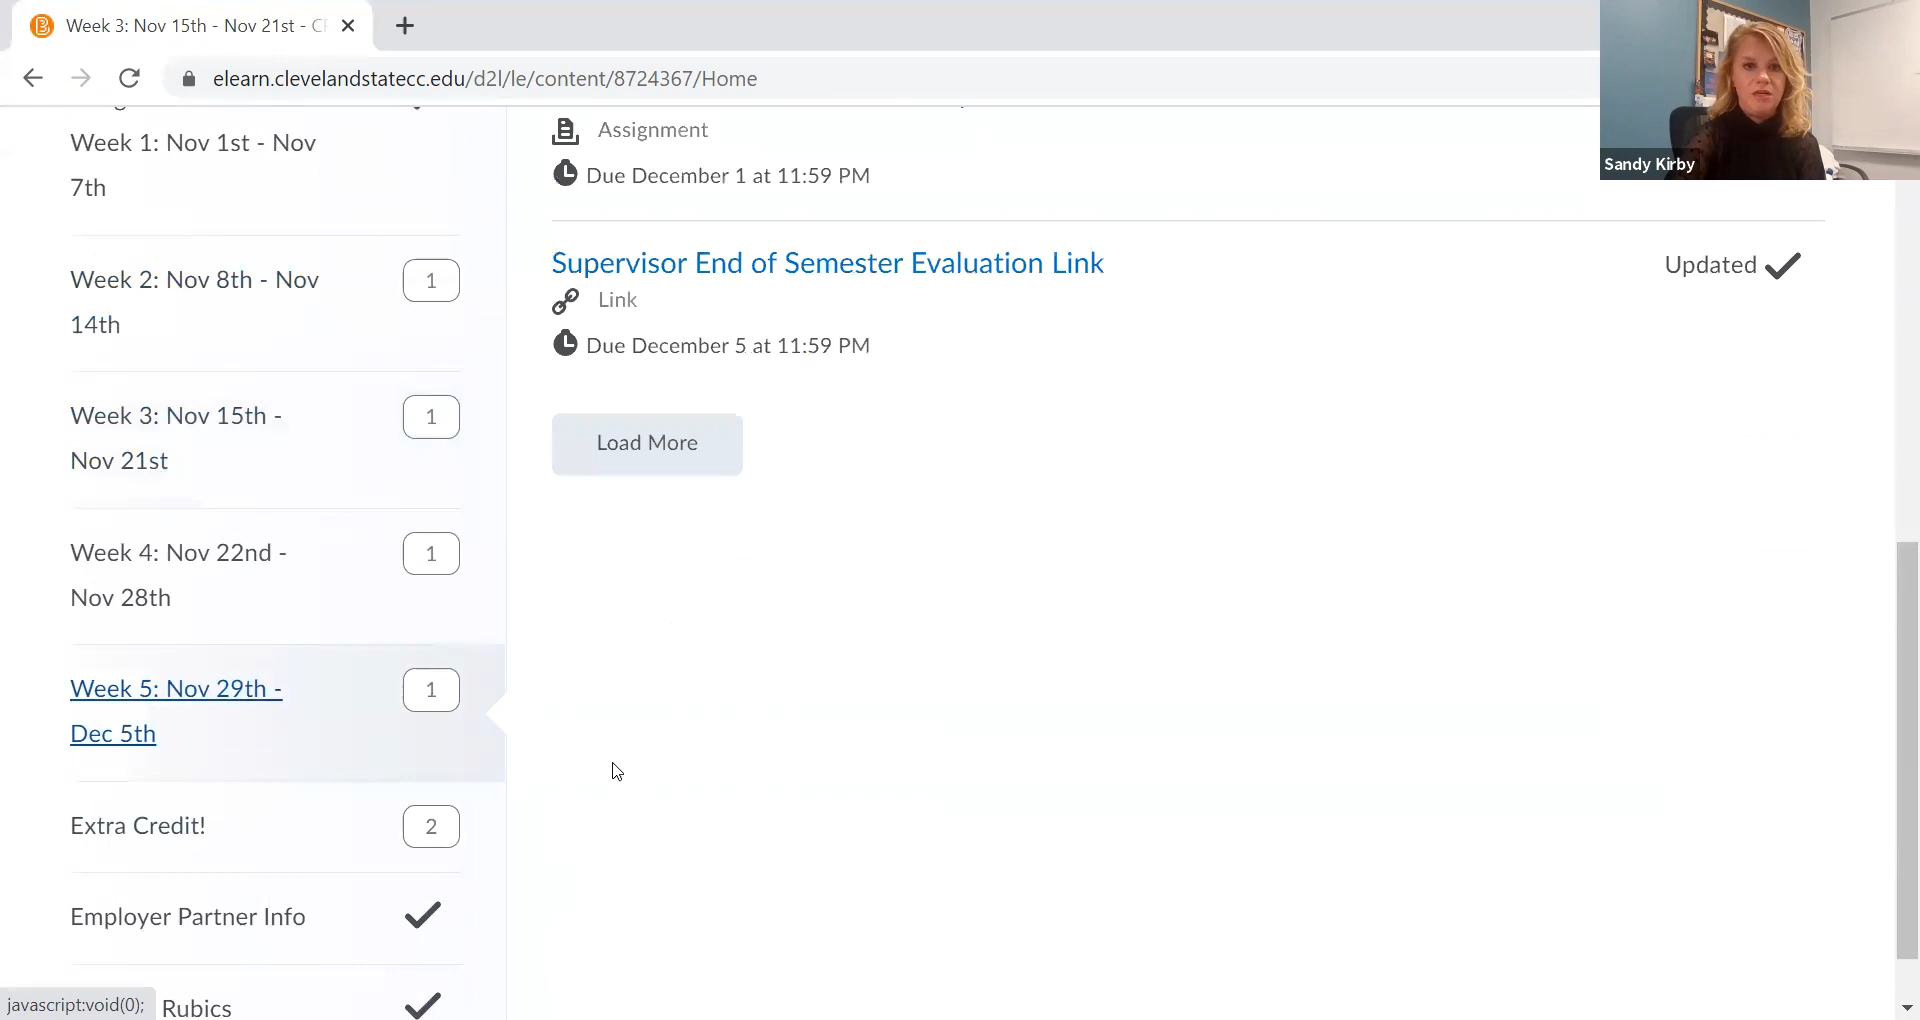 Week 3: Nov 15th - Nov 21st - C
elearn.clevelandstatecc.edu/d2l/le/content/8724367/Home
Sandy Kirby
Week 1: Nov 1st - Nov
7th
Week 2: Nov 8th - Nov
14th
1
Week 3: Nov 15th -
Nov 21st
1
Week 4: Nov 22nd -
Nov 28th
1
Week 5: Nov 29th -
Dec 5th
1
Extra Credit!
2
Employer Partner Info
Rubics
javascript:void(0);
Assignment
Due December 1 at 11:59 PM
Supervisor End of Semester Evaluation Link
Updated
Link
Due December 5 at 11:59 PM
Load More